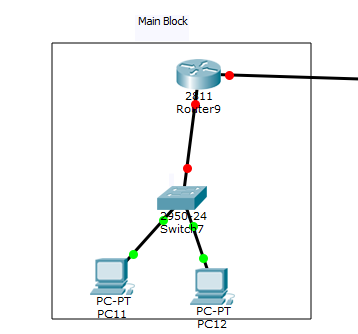 Main Block
2811
Router9
2950-24
Switch7
PC-PT
PC11
PC-PT
PC12